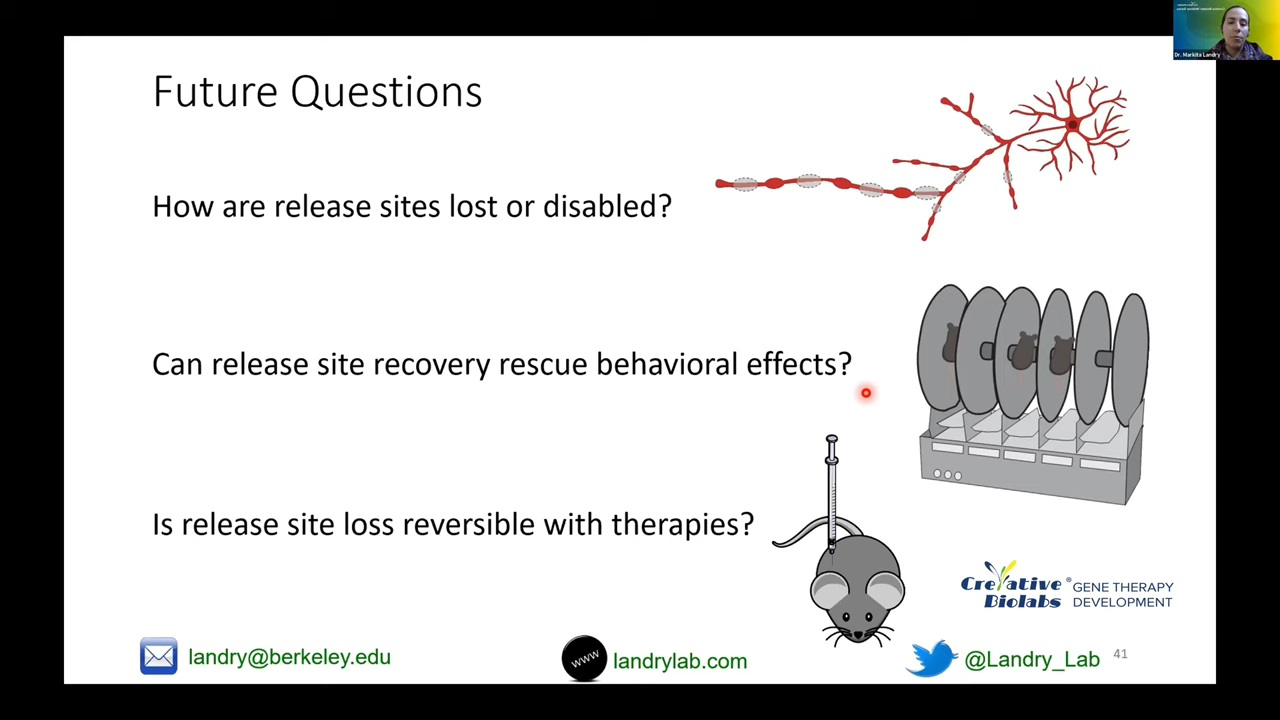 Dr. Markita Landry
Future Questions
How are release sites lost or disabled?
Can release site recovery rescue behavioral effects?
Is release site loss reversible with therapies?
Creative Biolabs® GENE THERAPY DEVELOPMENT
landry@berkeley.edu
www
landrylab.com
@Landry_Lab
41